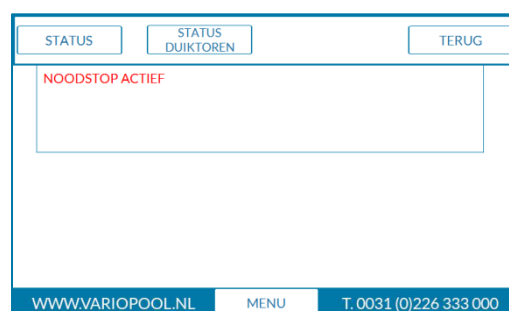 STATUS
STATUS
DUIKTOREN
TERUG
NOODSTOP ACTIEF
WWW.VARIOPOOL.NL
MENU
T. 0031 (0)226 333 000